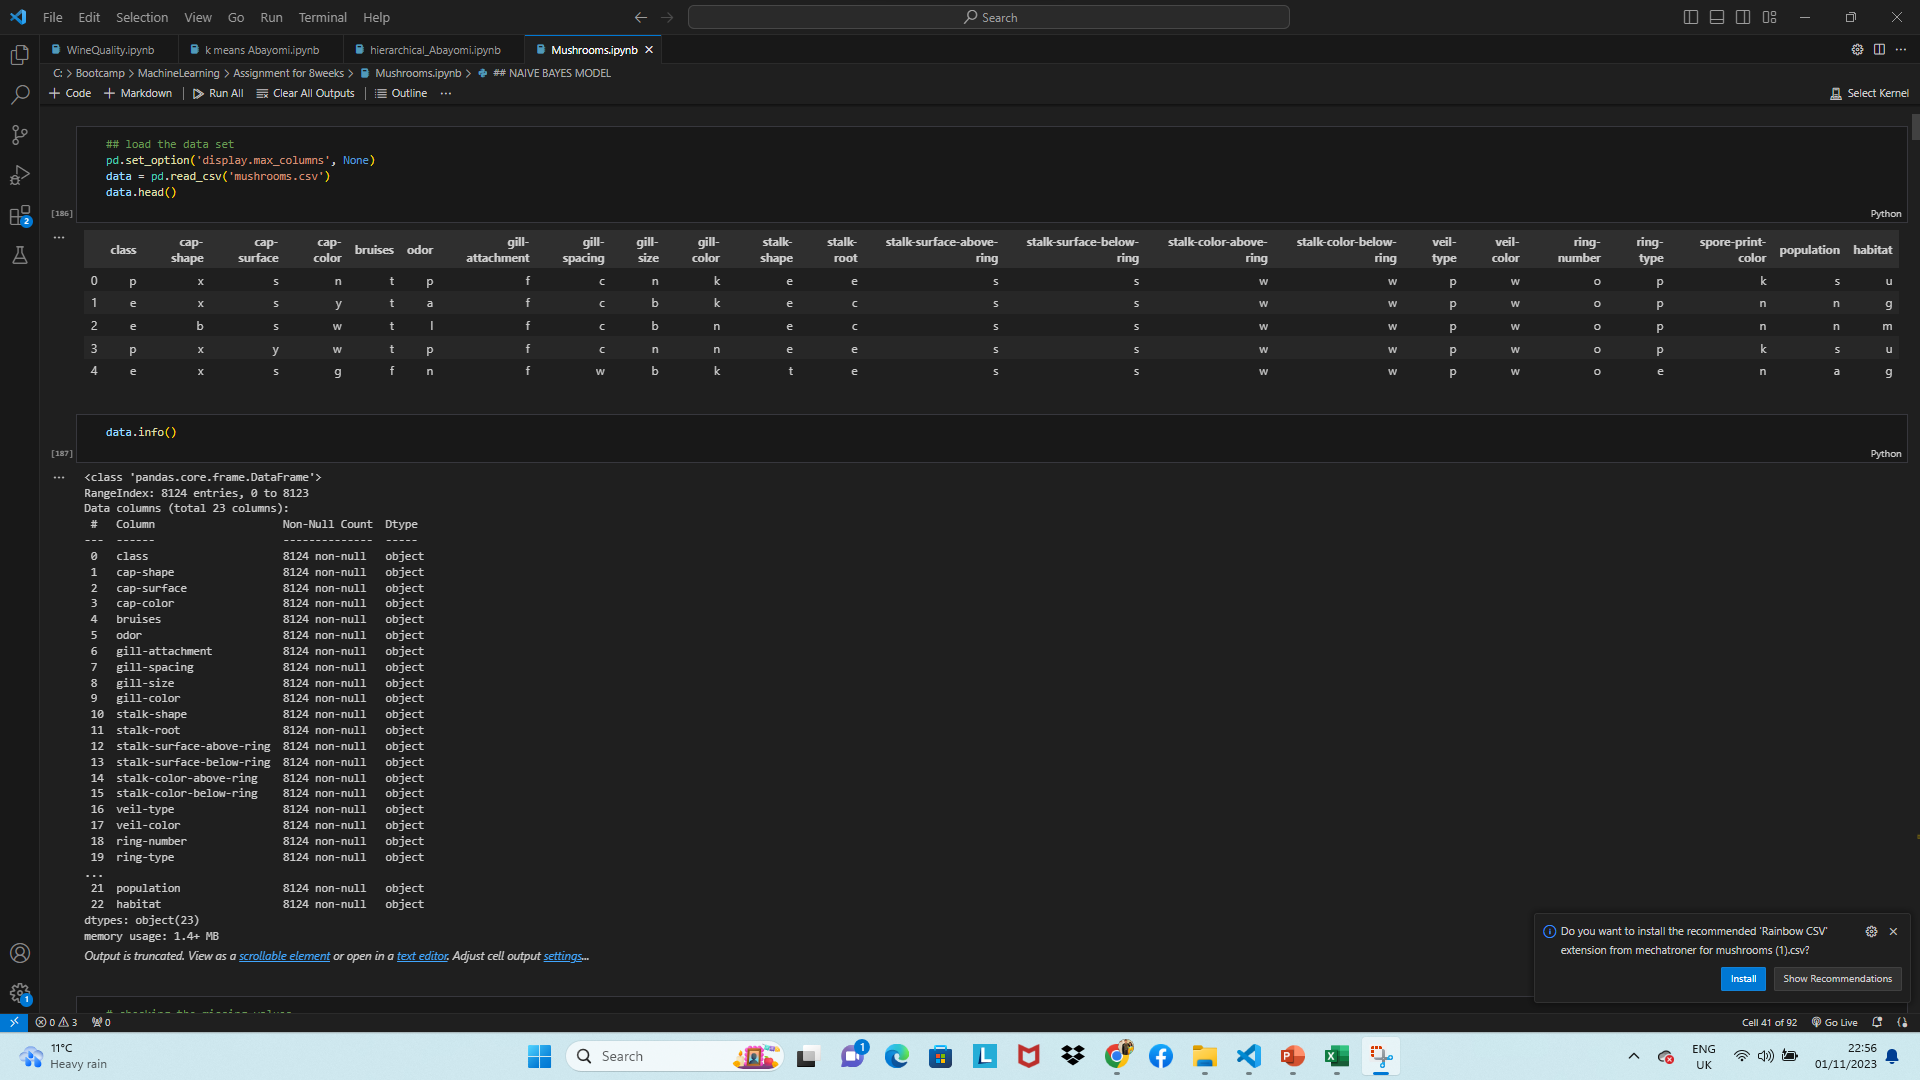 File Edit Selection View Go Run Terminal Help Search
WineQuality.ipynb k means Abayomi.ipynb hierarchical_Abayomi.ipynb Mushrooms.ipynb
C: > Bootcamp > MachineLearning > Assignment for 8weeks > Mushrooms.ipynb > ## NAIVE BAYES MODEL
Code Markdown Run All Clear All Outputs Outline ... Select Kernel
## load the data set
pd.set_option('display.max_columns', None)
data = pd.read_csv('mushrooms.csv')
data.head()
[186] Python
class cap-shape cap-surface cap-color bruises odor gill-attachment gill-spacing gill-size gill-color stalk-shape stalk-root stalk-surface-above-ring stalk-surface-below-ring stalk-color-above-ring stalk-color-below-ring veil-type veil-color ring-number ring-type spore-print-color population habitat
0 p x s n t p f c n k e e s s w w p w o p k s u
1 e x s y t a f c b k e c s s w w p w o p n n g
2 e b s w t l f c b n e c s s w w p w o p n n m
3 p x y w t p f c n n e e s s w w p w o p k s u
4 e x s g f n f w b k t e s s w w p w o e n a g
data.info()
[187] Python
<class 'pandas.core.frame.DataFrame'>
RangeIndex: 8124 entries, 0 to 8123
Data columns (total 23 columns):
# Column Non-Null Count Dtype
--- ------ -------------- -----
0 class 8124 non-null object
1 cap-shape 8124 non-null object
2 cap-surface 8124 non-null object
3 cap-color 8124 non-null object
4 bruises 8124 non-null object
5 odor 8124 non-null object
6 gill-attachment 8124 non-null object
7 gill-spacing 8124 non-null object
8 gill-size 8124 non-null object
9 gill-color 8124 non-null object
10 stalk-shape 8124 non-null object
11 stalk-root 8124 non-null object
12 stalk-surface-above-ring 8124 non-null object
13 stalk-surface-below-ring 8124 non-null object
14 stalk-color-above-ring 8124 non-null object
15 stalk-color-below-ring 8124 non-null object
16 veil-type 8124 non-null object
17 veil-color 8124 non-null object
18 ring-number 8124 non-null object
19 ring-type 8124 non-null object
...
21 population 8124 non-null object
22 habitat 8124 non-null object
dtypes: object(23)
memory usage: 1.4+ MB
Output is truncated. View as a scrollable element or open in a text editor. Adjust cell output settings...
Do you want to install the recommended 'Rainbow CSV'
extension from mechatroner for mushrooms (1).csv?
Install Show Recommendations
# checking the missing values
0 3 0 Cell 41 of 92 Go Live
11°C
Heavy rain
Search
ENG
UK
22:56
01/11/2023